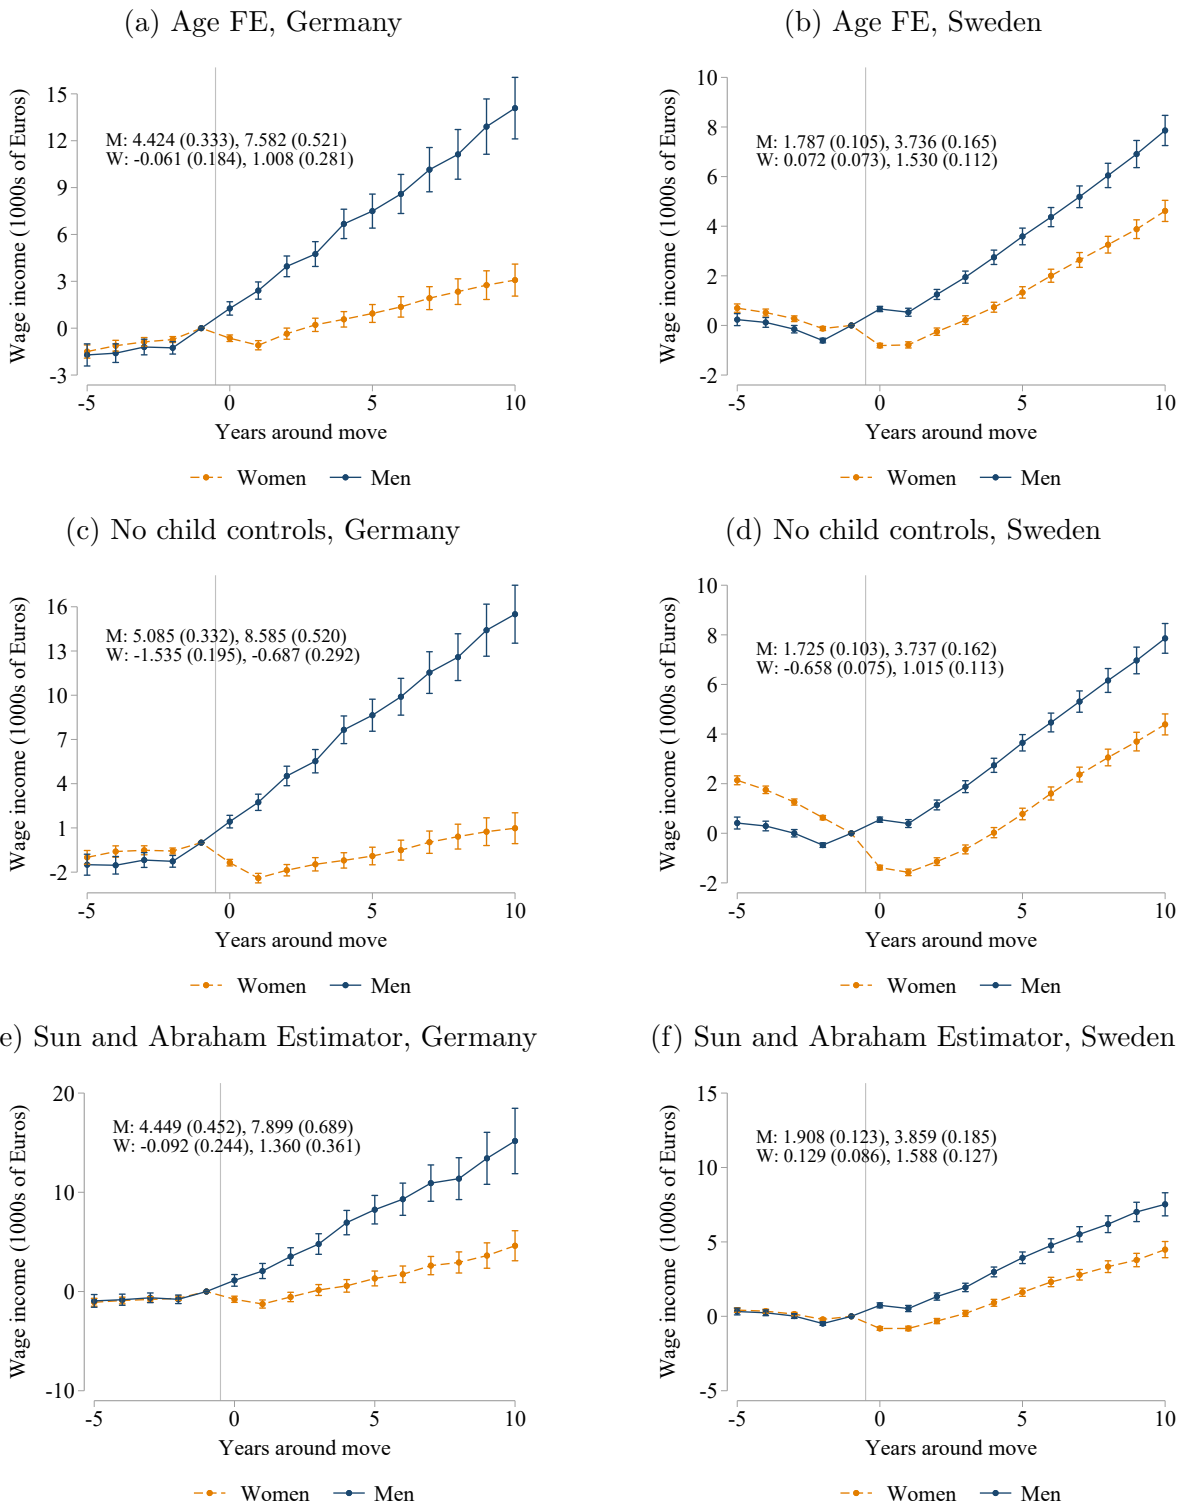 (a) Age FE, Germany
Wage income (1000s of Euros)
15
12
9
6
3
0
-3
M: 4.424 (0.333), 7.582 (0.521)
W: -0.061 (0.184), 1.008 (0.281)
-5 0 5 10
Years around move
Women Men
(b) Age FE, Sweden
Wage income (1000s of Euros)
10
8
6
4
2
0
-2
M: 1.787 (0.105), 3.736 (0.165)
W: 0.072 (0.073), 1.530 (0.112)
-5 0 5 10
Years around move
Women Men
(c) No child controls, Germany
Wage income (1000s of Euros)
16
13
10
7
4
1
-2
M: 5.085 (0.332), 8.585 (0.520)
W: -1.535 (0.195), -0.687 (0.292)
-5 0 5 10
Years around move
Women Men
(d) No child controls, Sweden
Wage income (1000s of Euros)
10
8
6
4
2
0
-2
M: 1.725 (0.103), 3.737 (0.162)
W: -0.658 (0.075), 1.015 (0.113)
-5 0 5 10
Years around move
Women Men
e) Sun and Abraham Estimator, Germany
Wage income (1000s of Euros)
20
10
0
-10
M: 4.449 (0.452), 7.899 (0.689)
W: -0.092 (0.244), 1.360 (0.361)
-5 0 5 10
Years around move
Women Men
(f) Sun and Abraham Estimator, Sweden
Wage income (1000s of Euros)
15
10
5
0
-5
M: 1.908 (0.123), 3.859 (0.185)
W: 0.129 (0.086), 1.588 (0.127)
-5 0 5 10
Years around move
Women Men